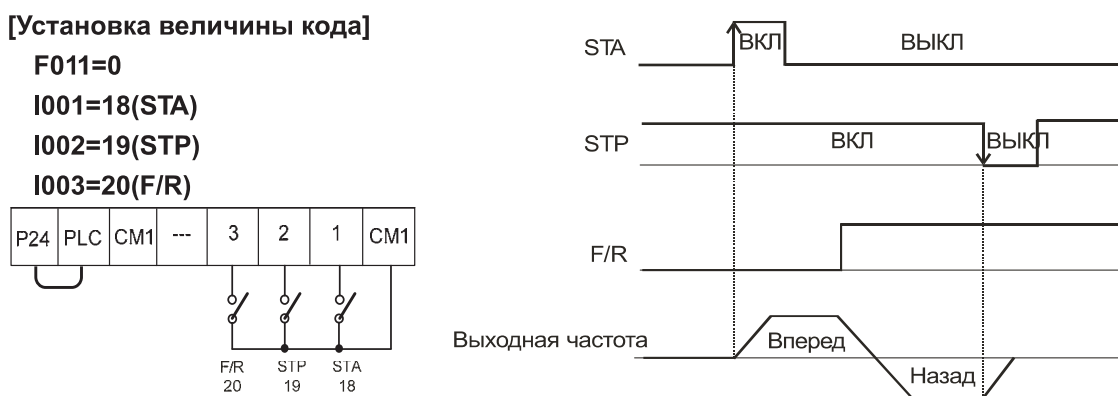 [Установка величины кода]
F011=0
I001=18(STA)
I002=19(STP)
I003=20(F/R)
P24 PLC CM1 --- 3 2 1 CM1
F/R STP STA
20 19 18
STA ВКЛ ВЫКЛ
STP ВКЛ ВЫКЛ
F/R
Выходная частота Вперед
Назад